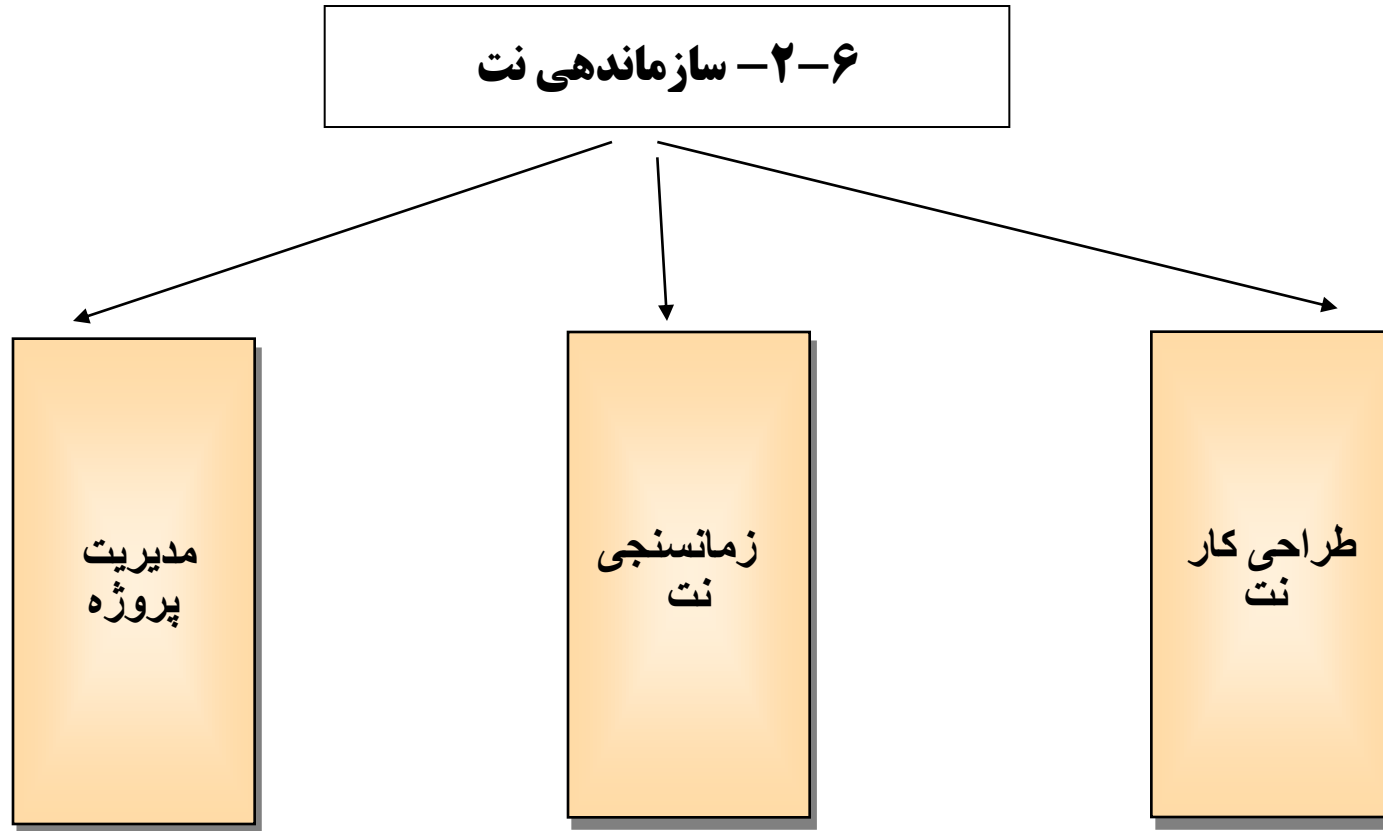 ۶-۲- سازماندهی نت
طراحی کار
نت
زمانسنجی
نت
مدیریت
پروژه